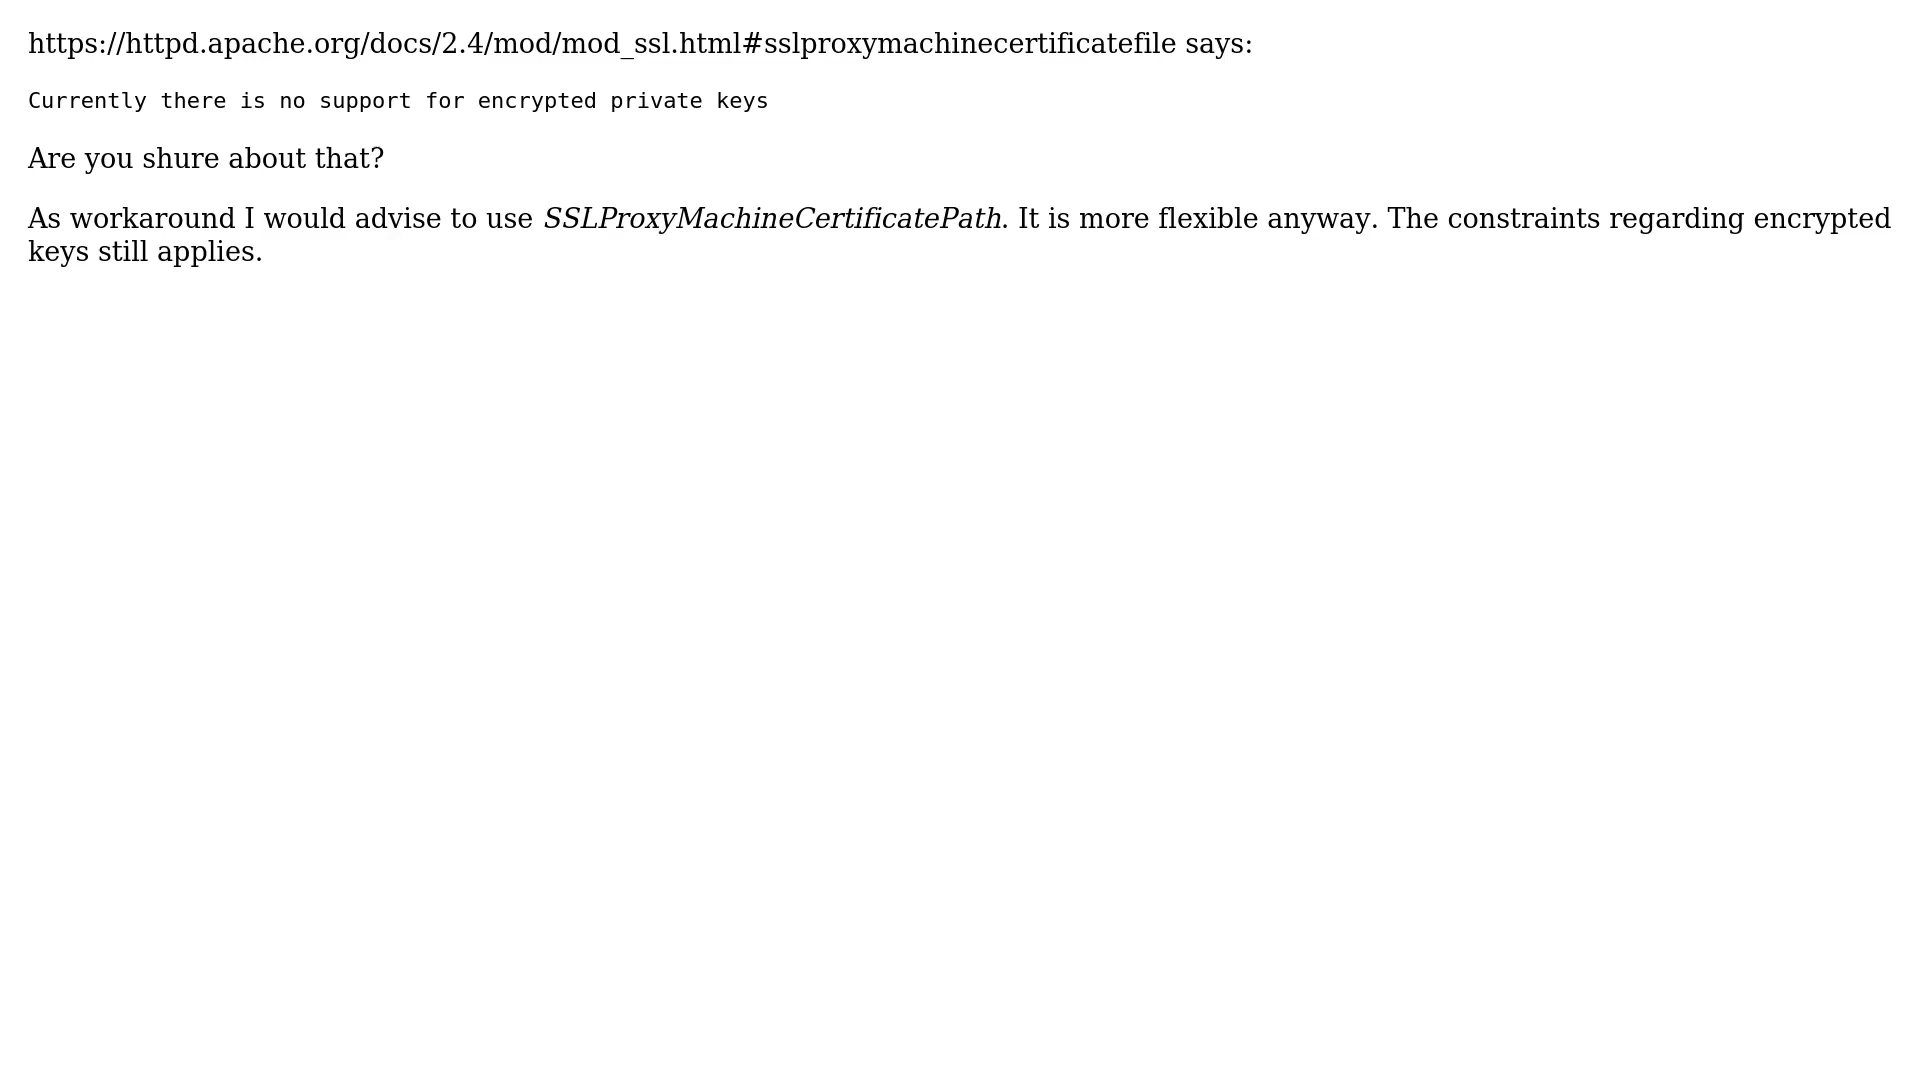 https://httpd.apache.org/docs/2.4/mod/mod_ssl.html#sslproxymachinecertificatefile says:
Currently there is no support for encrypted private keys
Are you shure about that?
As workaround I would advise to use SSLProxyMachineCertificatePath. It is more flexible anyway. The constraints regarding encrypted
keys still applies.